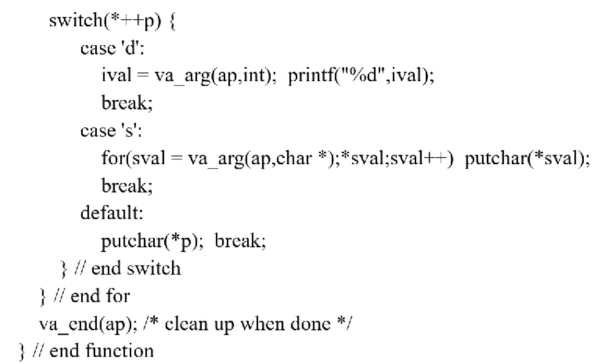 switch(*++p) {
case 'd':
ival = va_arg(ap,int); printf("%d",ival);
break;
case 's':
for(sval = va_arg(ap,char *);*sval;sval++) putchar(*sval);
break;
default:
putchar(*p); break;
} // end switch
} // end for
va_end(ap); /* clean up when done */
} // end function